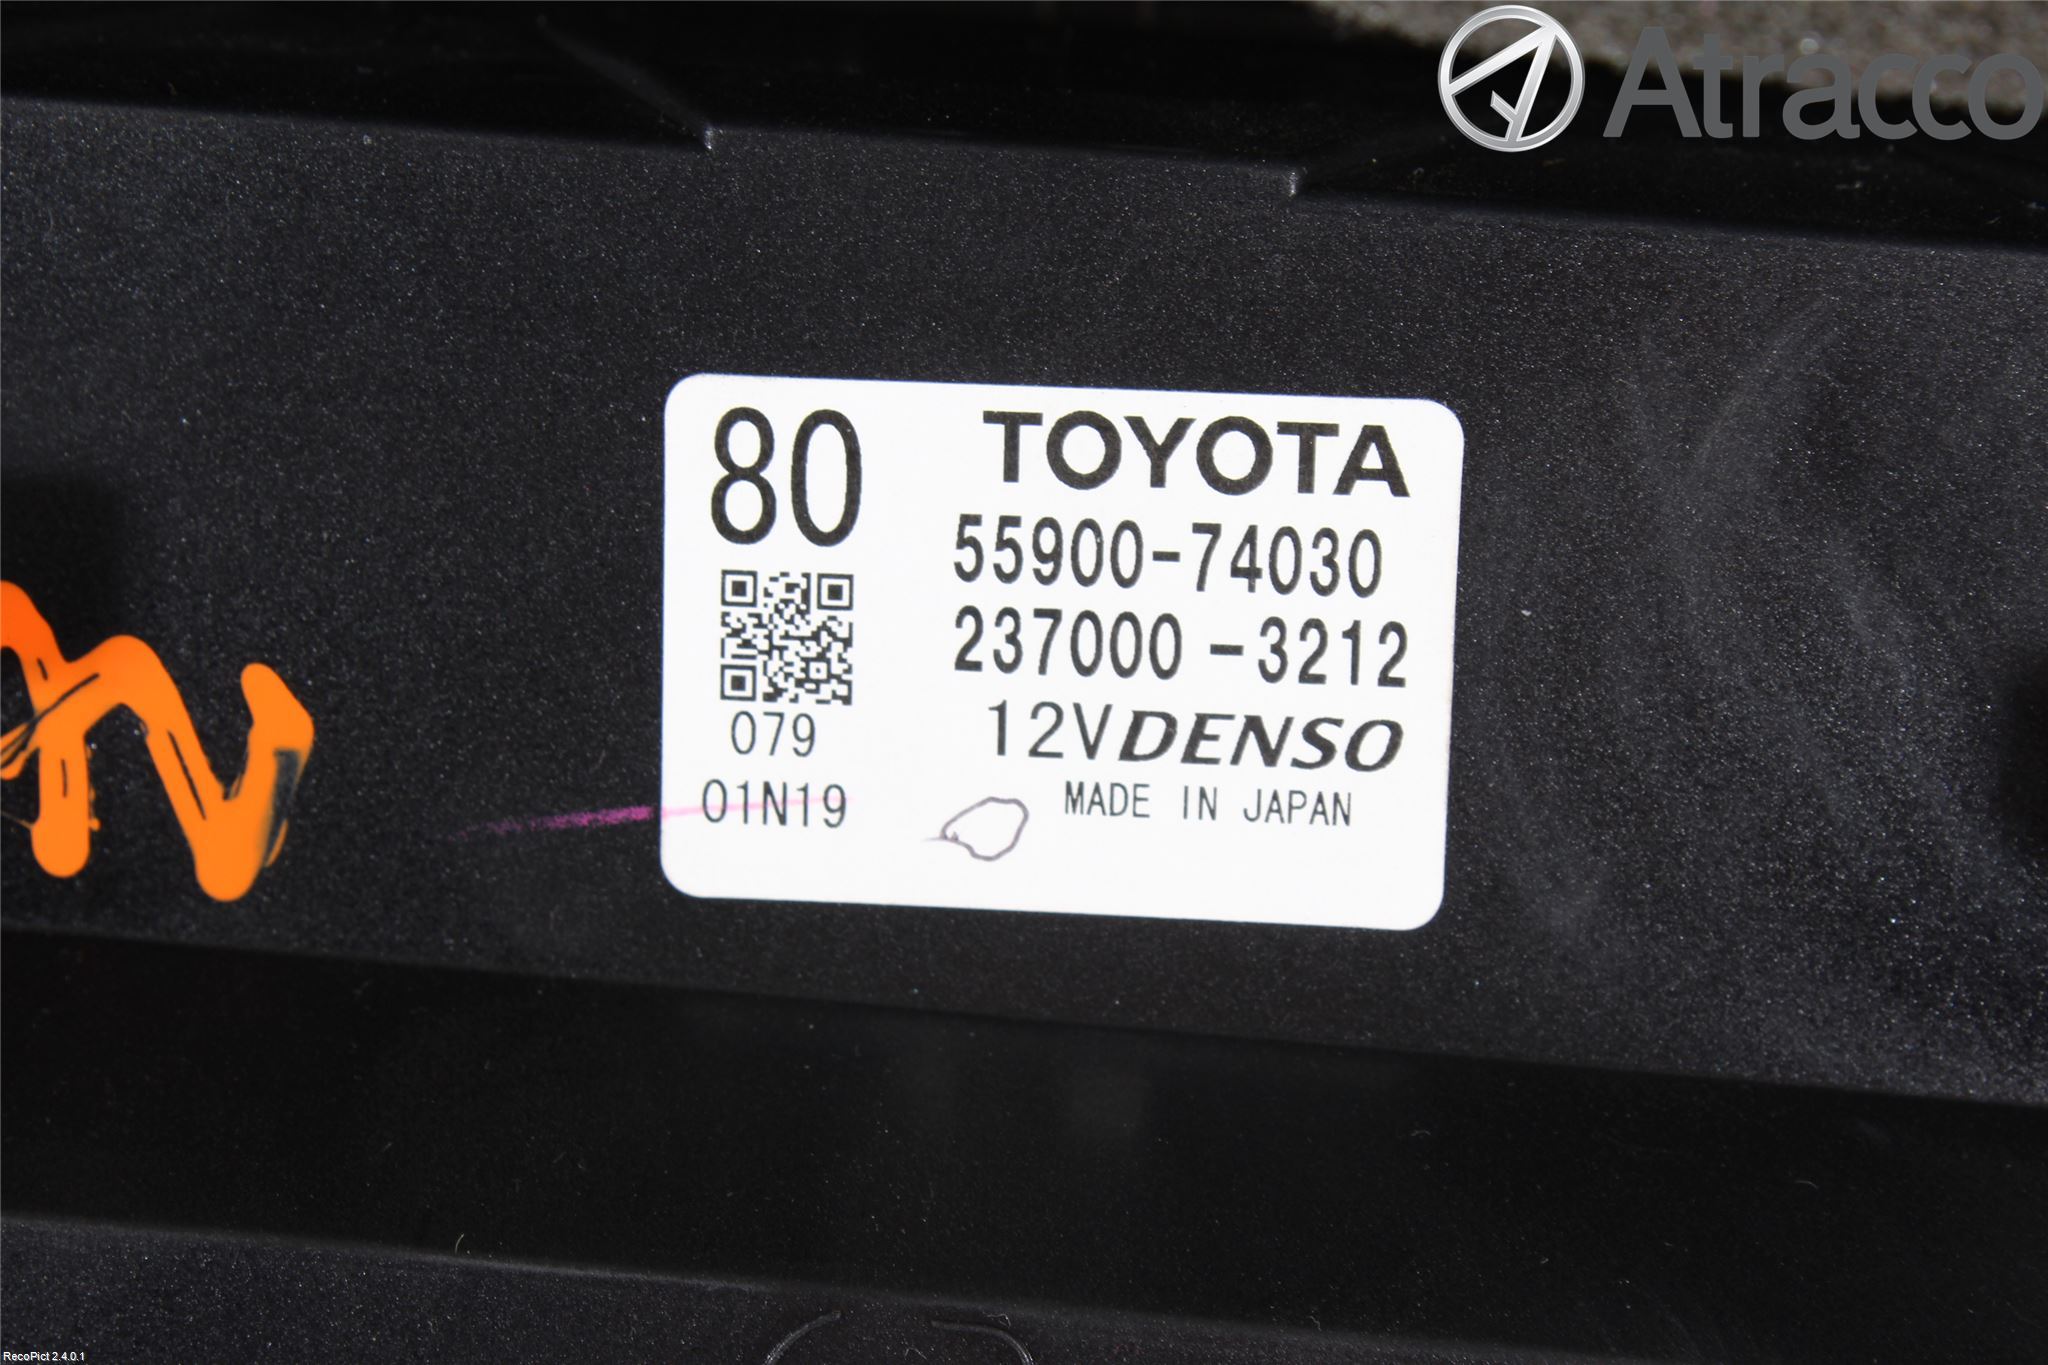 Atracco
80
TOYOTA
55900-74030
237000-3212
12V DENSO
MADE IN JAPAN
079
01N19
RecoPict 2.4.0.1